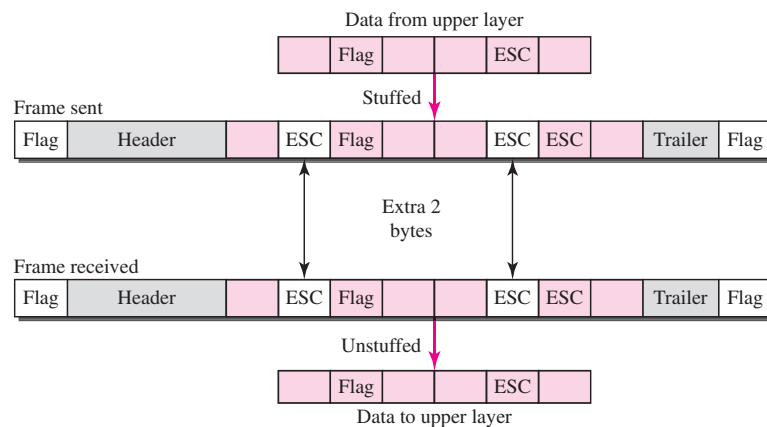 Data from upper layer
Flag ESC
Stuffed
Frame sent
Flag Header ESC Flag ESC ESC Trailer Flag
Extra 2
bytes
Frame received
Flag Header ESC Flag ESC ESC Trailer Flag
Unstuffed
Flag ESC
Data to upper layer